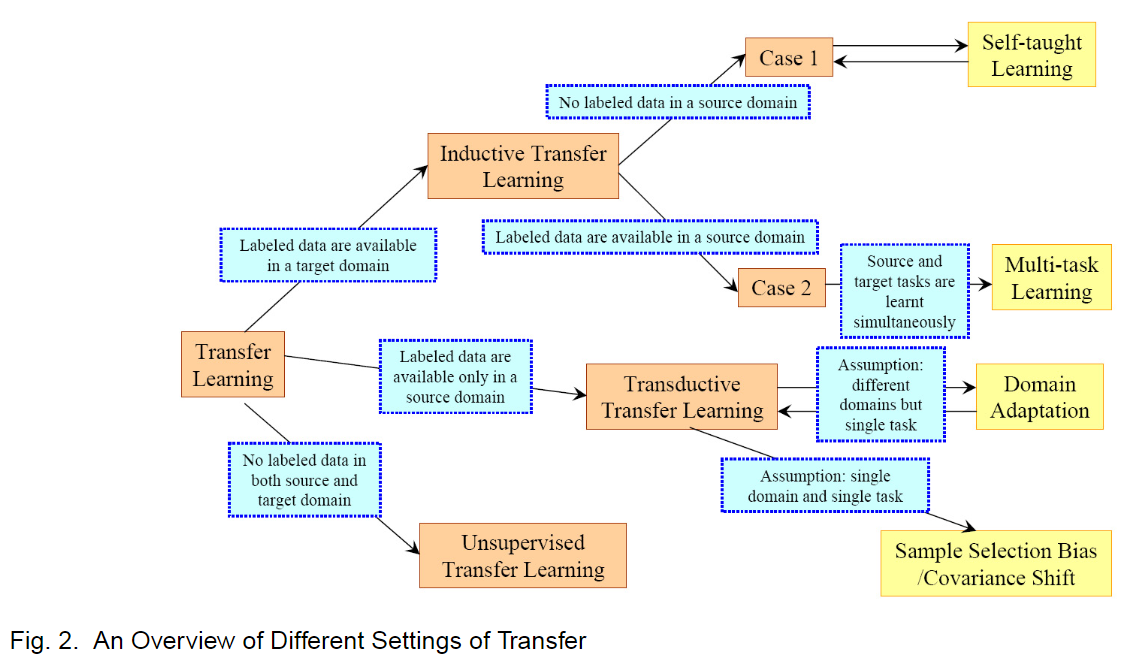 Case 1
Self-taught
Learning
No labeled data in a source domain
Inductive Transfer
Learning
Labeled data are available
in a target domain
Labeled data are available in a source domain
Case 2
Source and
target tasks are
learnt
simultaneously
Multi-task
Learning
Transfer
Learning
Labeled data are
available only in a
source domain
Transductive
Transfer Learning
Assumption:
different
domains but
single task
Domain
Adaptation
No labeled data in
both source and
target domain
Assumption: single
domain and single task
Unsupervised
Transfer Learning
Sample Selection Bias
/Covariance Shift
Fig. 2. An Overview of Different Settings of Transfer